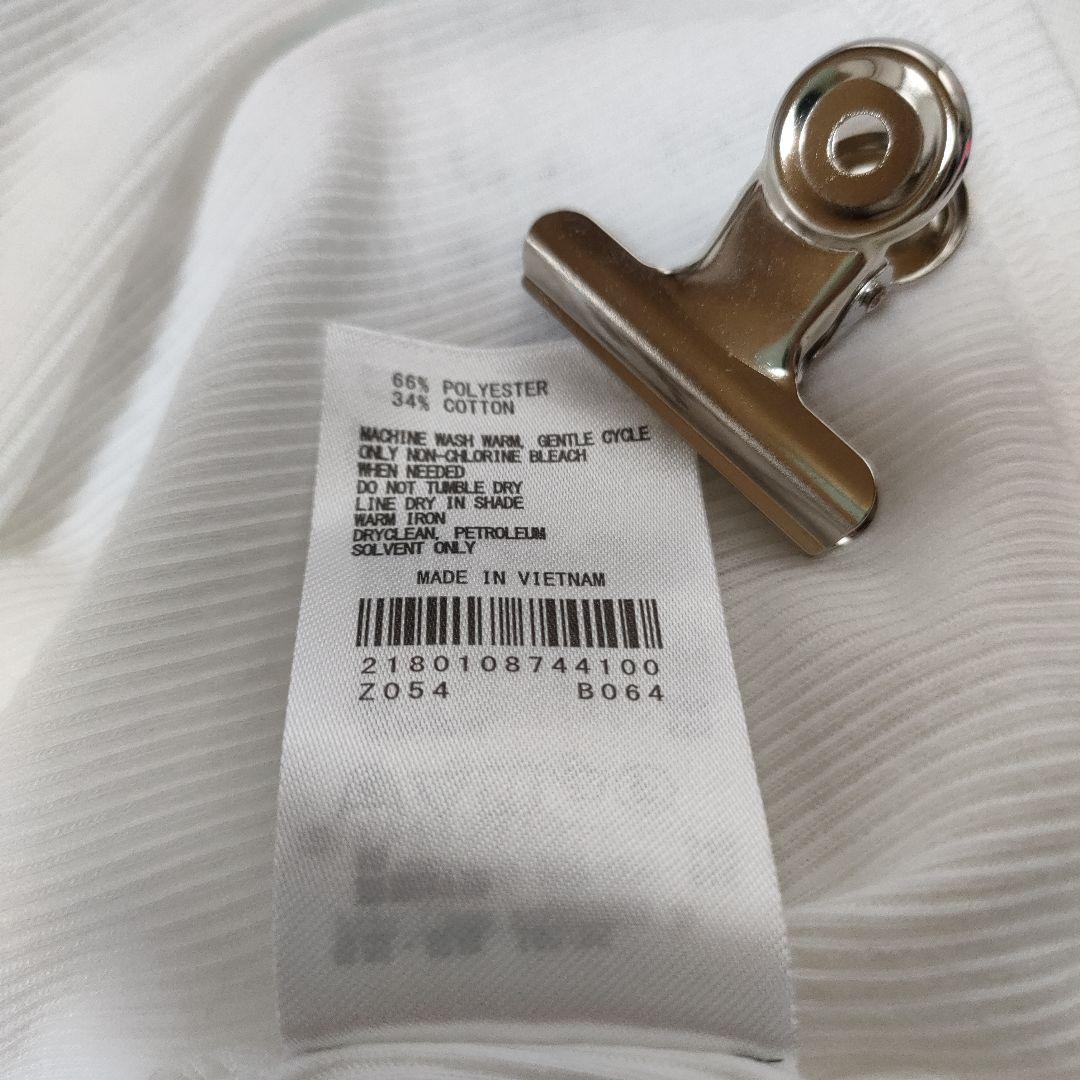 66% POLYESTER
34% COTTON
MACHINE WASH WARM, GENTLE CYCLE
ONLY NON-CHLORINE BLEACH
WHEN NEEDED
DO NOT TUMBLE DRY
LINE DRY IN SHADE
WARM IRON
DRYCLEAN, PETROLEUM
SOLVENT ONLY
MADE IN VIETNAM
2180108744100
Z054 B064